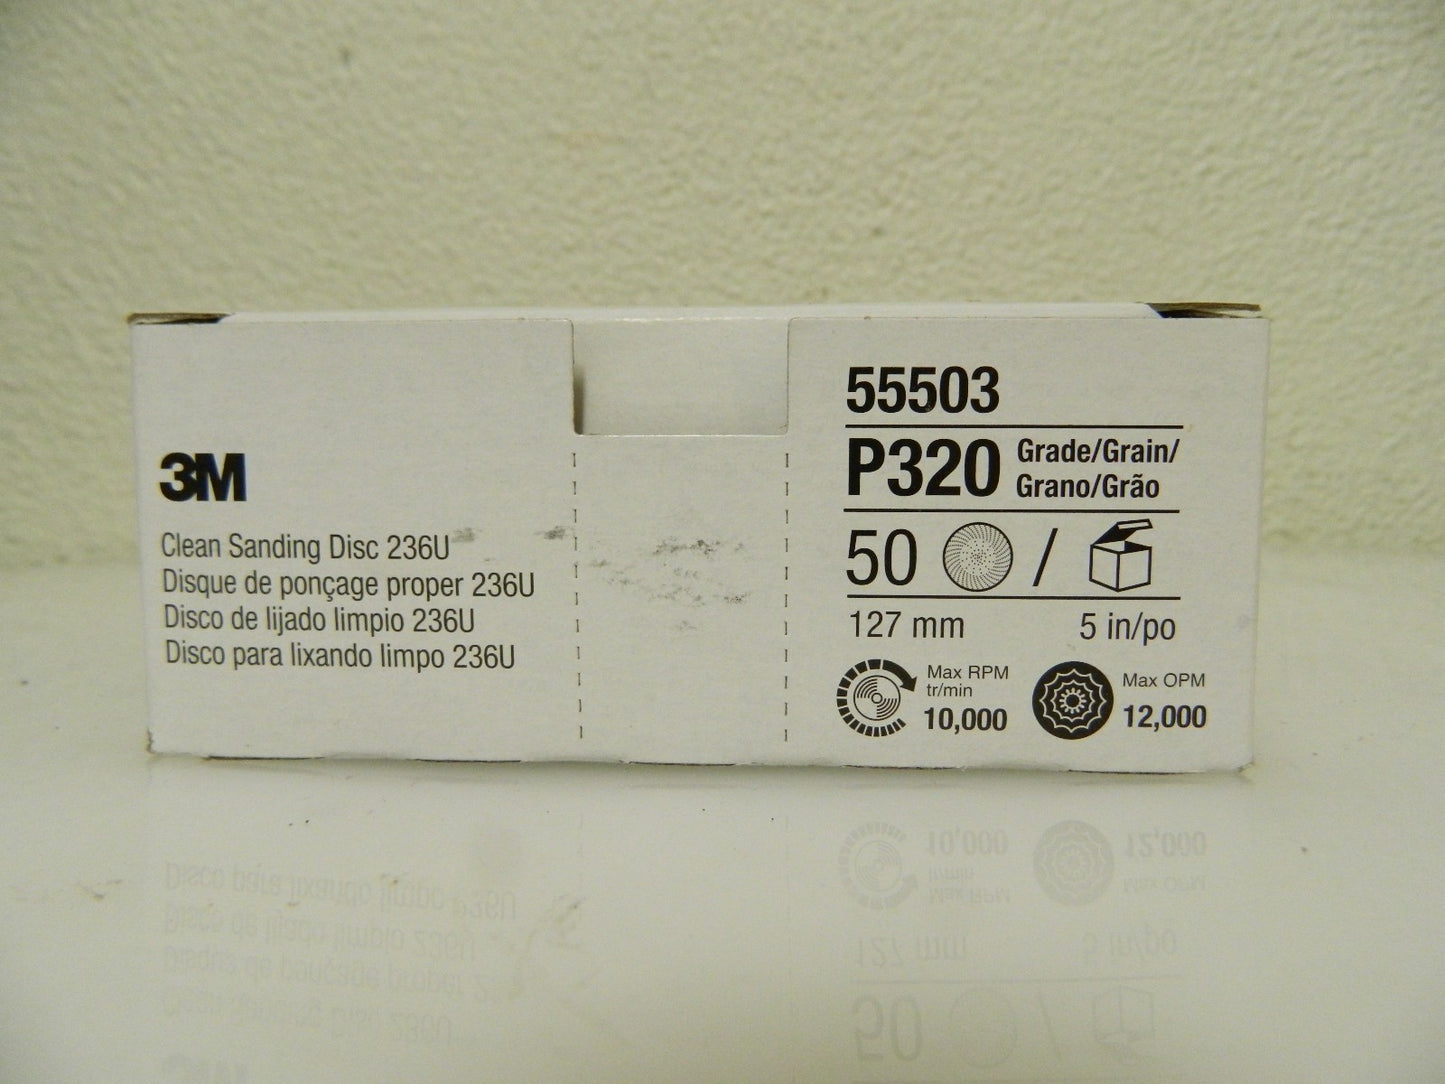 3M
Clean Sanding Disc 236U
Disque de ponçage proper 236U
Disco de lijado limpio 236U
Disco para lixando limpo 236U
55503
P320 Grade/Grain/
Grano/Grão
50 /
127 mm 5 in/po
Max RPM
tr/min
10,000
Max OPM
12,000